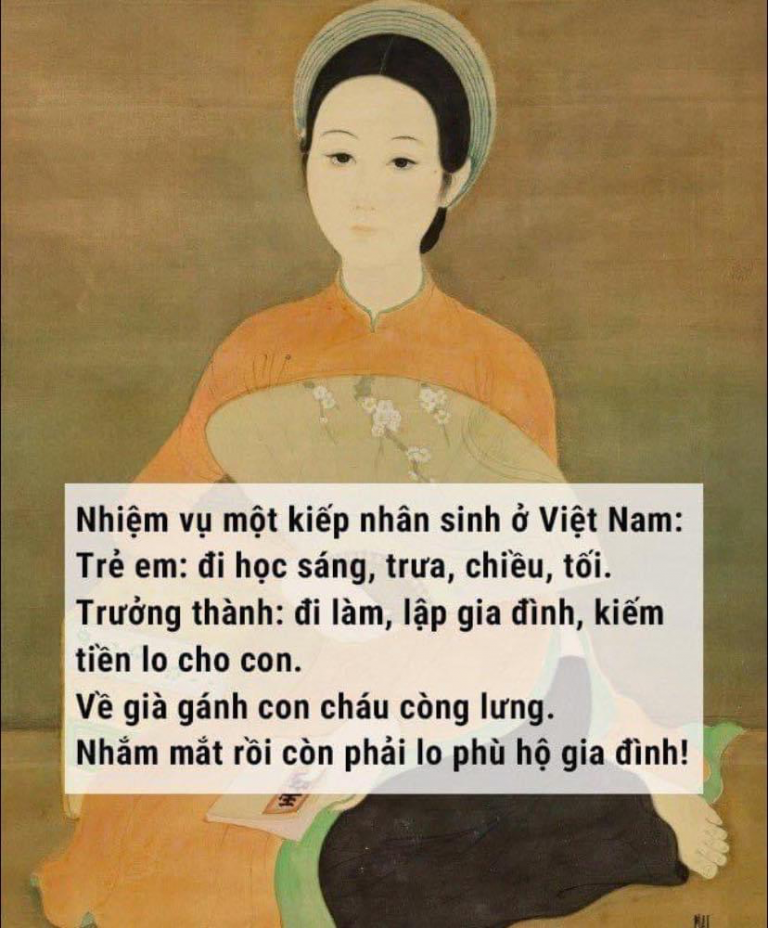 Nhiệm vụ một kiếp nhân sinh ở Việt Nam:
Trẻ em: đi học sáng, trưa, chiều, tối.
Trưởng thành: đi làm, lập gia đình, kiếm
tiền lo cho con.
Về già gánh con cháu còng lưng.
Nhắm mắt rồi còn phải lo phù hộ gia đình!